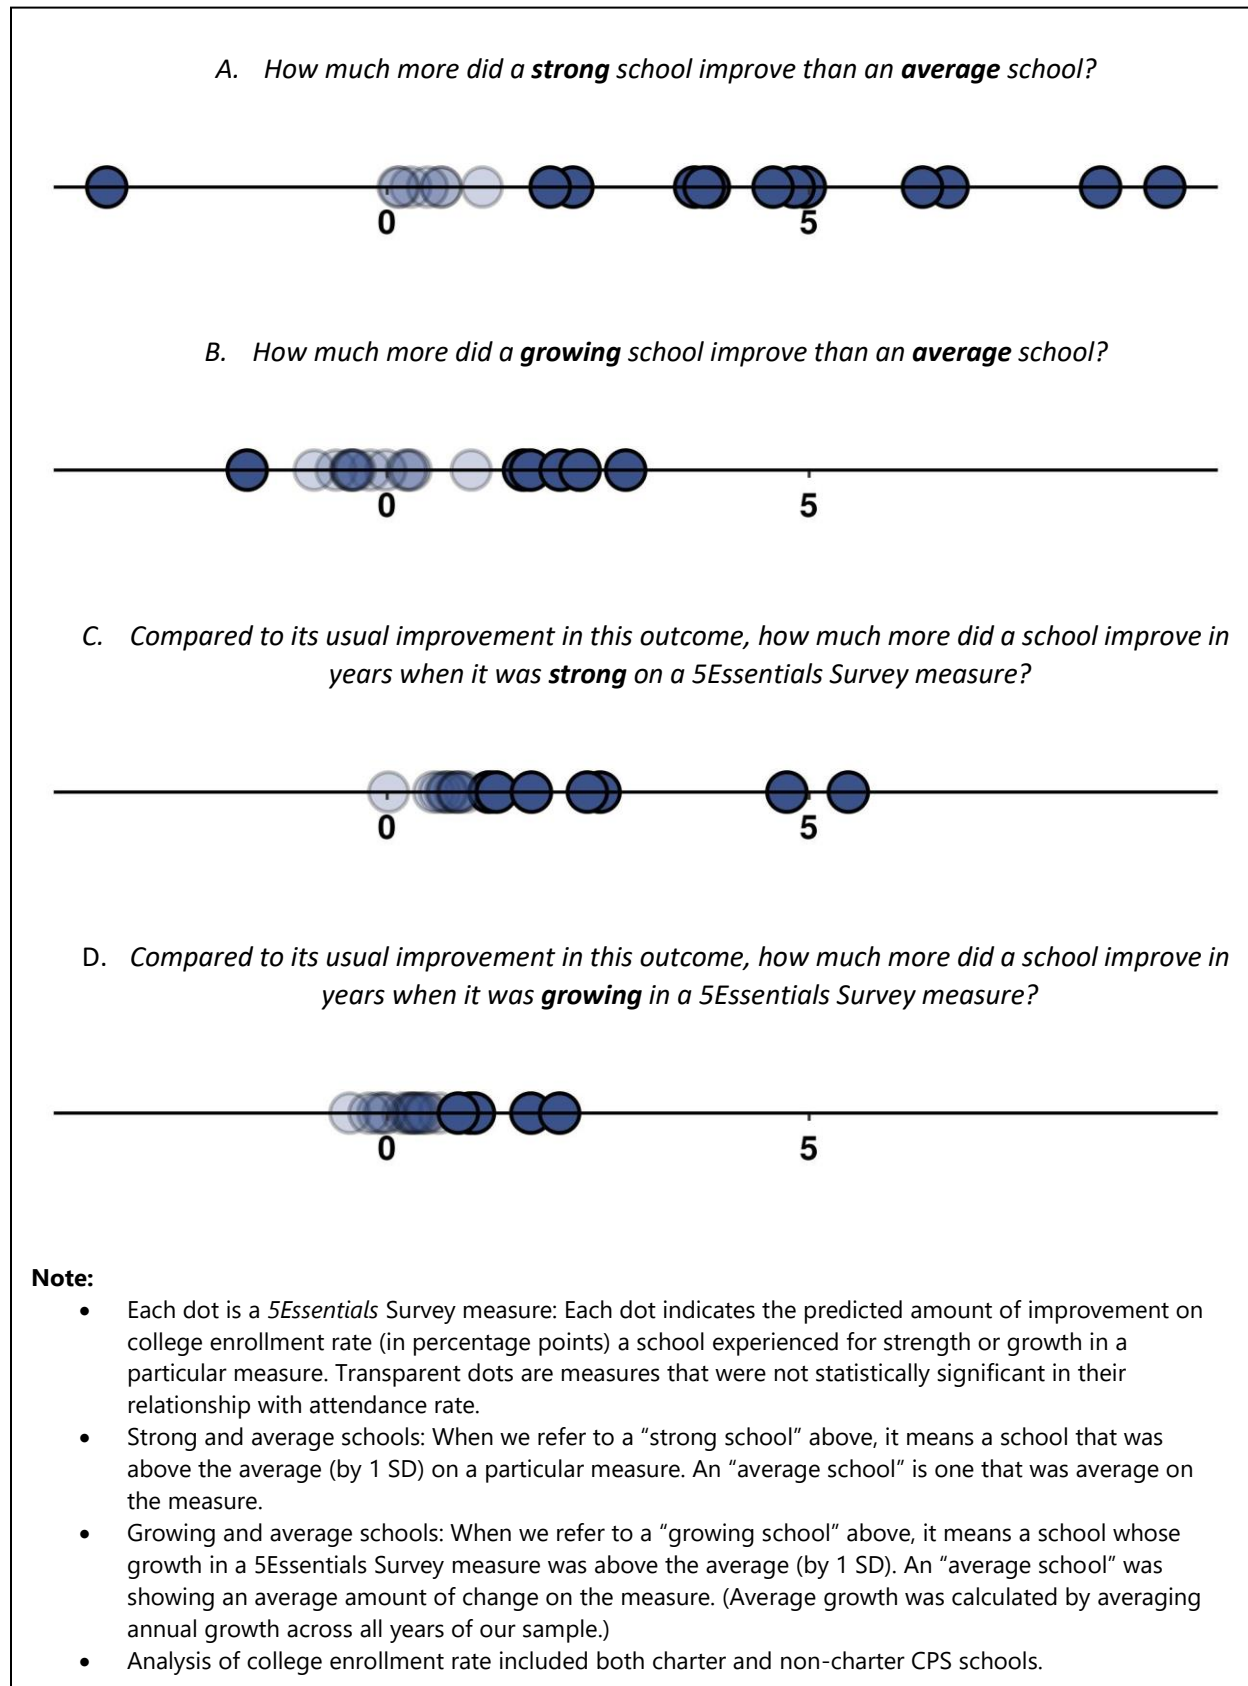 A. How much more did a strong school improve than an average school?
0 5
B. How much more did a growing school improve than an average school?
0 5
C. Compared to its usual improvement in this outcome, how much more did a school improve in
years when it was strong on a 5Essentials Survey measure?
0 5
D. Compared to its usual improvement in this outcome, how much more did a school improve in
years when it was growing in a 5Essentials Survey measure?
0 5
Note:
• Each dot is a 5Essentials Survey measure: Each dot indicates the predicted amount of improvement on
college enrollment rate (in percentage points) a school experienced for strength or growth in a
particular measure. Transparent dots are measures that were not statistically significant in their
relationship with attendance rate.
• Strong and average schools: When we refer to a “strong school” above, it means a school that was
above the average (by 1 SD) on a particular measure. An “average school” is one that was average on
the measure.
• Growing and average schools: When we refer to a “growing school” above, it means a school whose
growth in a 5Essentials Survey measure was above the average (by 1 SD). An “average school” was
showing an average amount of change on the measure. (Average growth was calculated by averaging
annual growth across all years of our sample.)
• Analysis of college enrollment rate included both charter and non-charter CPS schools.